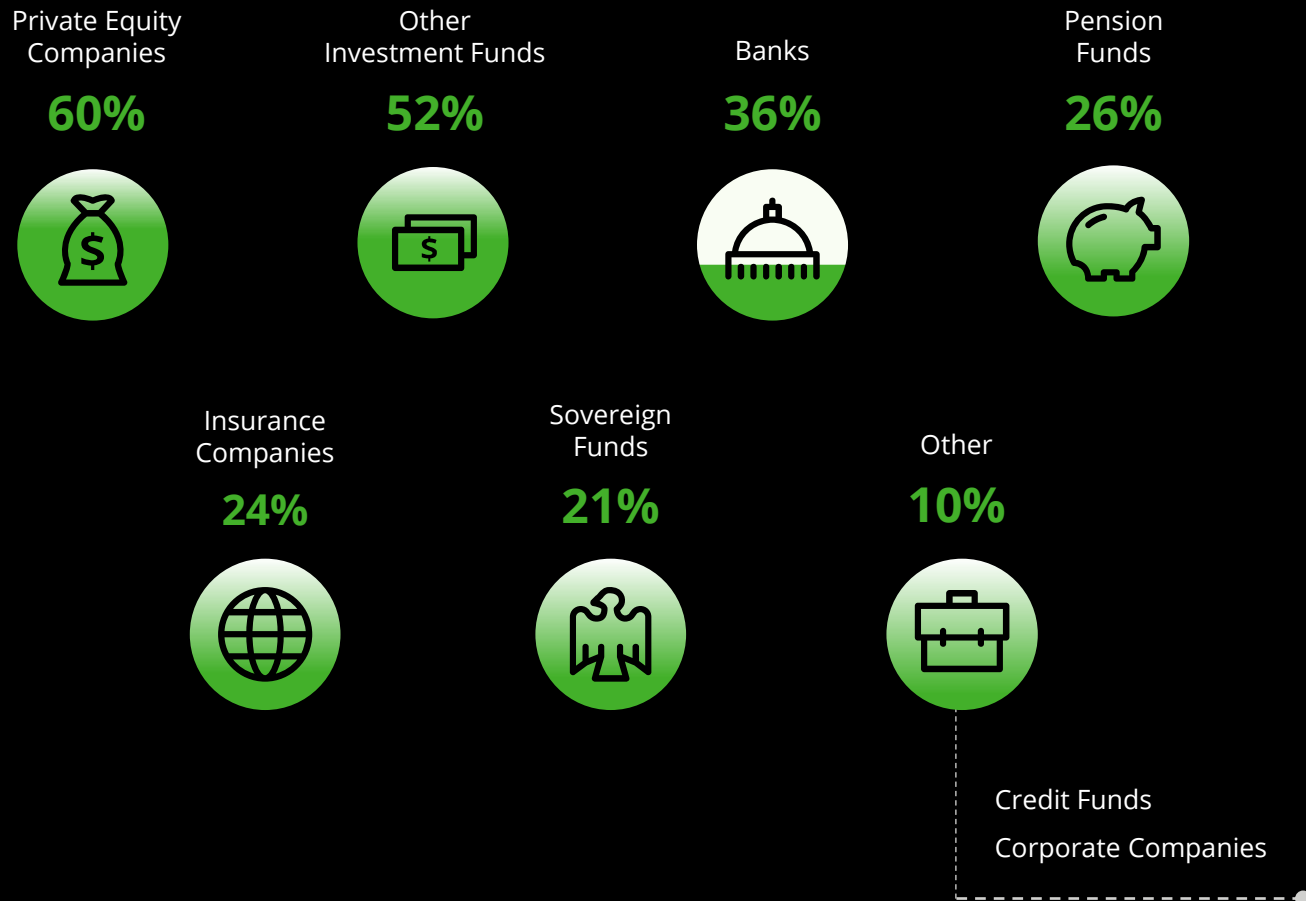 Private Equity
Companies
60%
Other
Investment Funds
52%
Banks
36%
Pension
Funds
26%
$
$
Insurance
Companies
24%
Sovereign
Funds
21%
Other
10%
Credit Funds
Corporate Companies